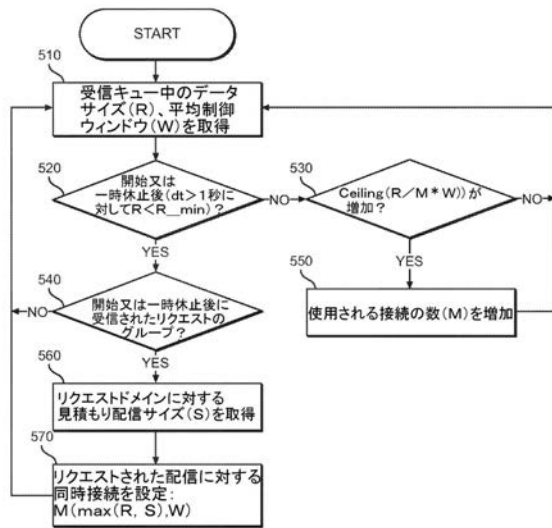 START
510
受信キュー中のデータ
サイズ(R)、平均制御
ウィンドウ(W)を取得
520
開始又は
一時休止後(dt>1秒に
対してR<R_min)?
NO
530
Ceiling(R/M*W))が
増加?
NO
YES
YES
540
開始又は一時休止後に
受信されたリクエストの
グループ?
NO
550
使用される接続の数(M)を増加
YES
560
リクエストドメインに対する
見積もり配信サイズ(S)を取得
570
リクエストされた配信に対する
同時接続を設定:
M(max(R, S),W)